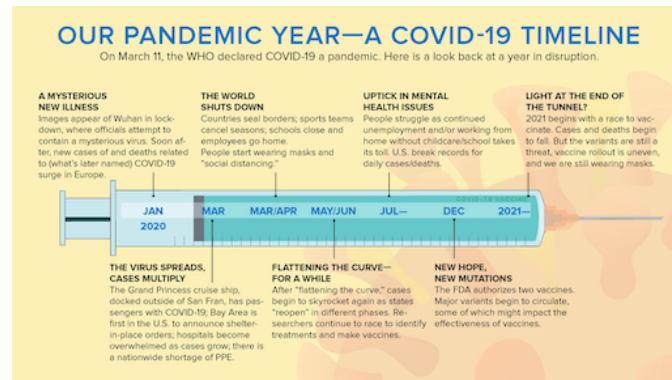 OUR PANDEMIC YEAR—A COVID-19 TIMELINE
On March 11, the WHO declared COVID-19 a pandemic. Here is a look back at a year in disruption.
A MYSTERIOUS
NEW ILLNESS
Images appear of Wuhan in lock-
down, where officials attempt to
contain a mysterious virus. Soon af-
ter, new cases of and deaths related
to (what's later named) COVID-19
surge in Europe.
THE WORLD
SHUTS DOWN
Countries seal borders; sports teams
cancel seasons; schools close and
employees go home.
People start wearing masks and
"social distancing."
UPTICK IN MENTAL
HEALTH ISSUES
People struggle as continued
unemployment and/or working from
home without childcare/school takes
its toll. U.S. break records for
daily cases/deaths.
LIGHT AT THE END OF
THE TUNNEL?
2021 begins with a race to vac-
cinate. Cases and deaths begin
to fall. But the variants are still a
threat, vaccine rollout is uneven,
and we are still wearing masks.
COVID-19 VACCINE
JAN
2020
MAR
MAR/APR
MAY/JUN
JUL—
DEC
2021—
THE VIRUS SPREADS,
CASES MULTIPLY
The Grand Princess cruise ship,
docked outside of San Fran, has pas-
sengers with COVID-19; Bay Area is
first in the U.S. to announce shelter-
in-place orders; hospitals become
overwhelmed as cases grow; there is
a nationwide shortage of PPE.
FLATTENING THE CURVE—
FOR A WHILE
After "flattening the curve," cases
begin to skyrocket again as states
"reopen" in different phases. Re-
searchers continue to race to identify
treatments and make vaccines.
NEW HOPE,
NEW MUTATIONS
The FDA authorizes two vaccines.
Major variants begin to circulate,
some of which might impact the
effectiveness of vaccines.